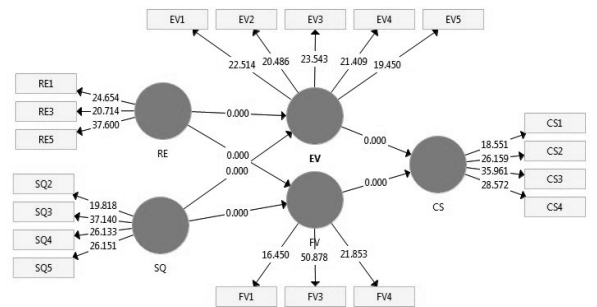 EV1 EV2 EV3 EV4 EV5
22.514 20.486 23.543 21.409 19.450
RE1
RE3
RE5
24.654
20.714
37.600
RE
0.000
0.000
0.000
0.000
EV
0.000
0.000
SQ2
SQ3
SQ4
SQ5
19.818
37.140
26.133
26.151
SQ
FV
16.450 50.878 21.853
FV1 FV3 FV4
CS
18.551
26.159
35.961
28.572
CS1
CS2
CS3
CS4